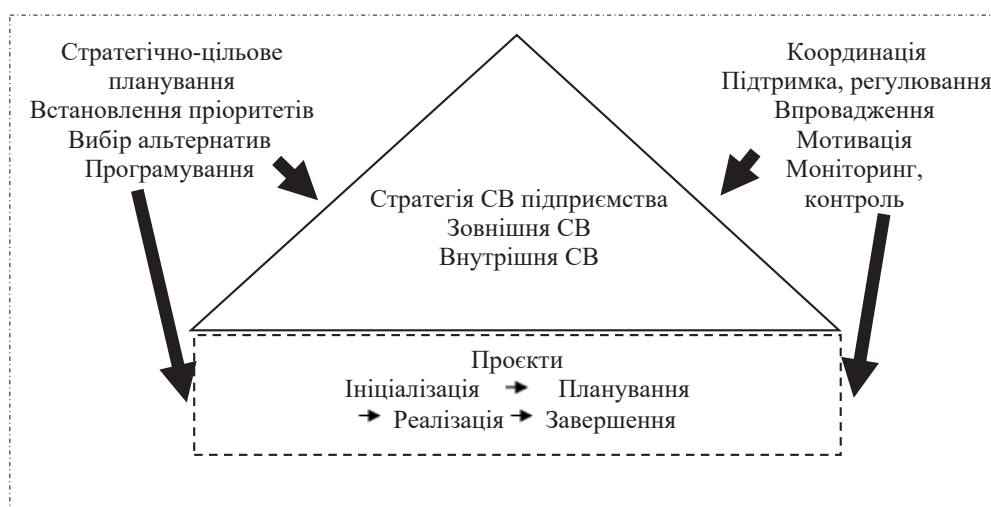 Стратегічно-цільове
планування
Встановлення пріоритетів
Вибір альтернатив
Програмування
Координація
Підтримка, регулювання
Впровадження
Мотивація
Моніторинг,
контроль
Стратегія СВ підприємства
Зовнішня СВ
Внутрішня СВ
Проєкти
Ініціалізація → Планування
→ Реалізація → Завершення